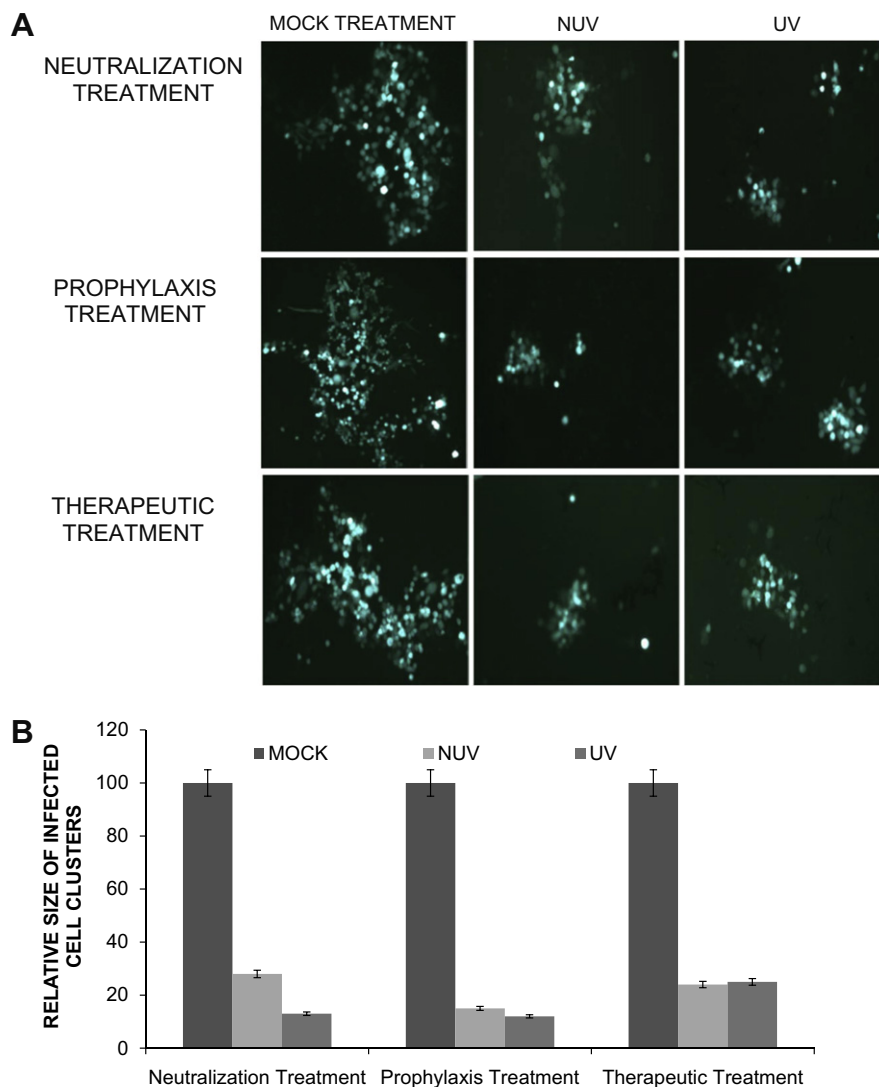 A
MOCK TREATMENT NUV UV
NEUTRALIZATION
TREATMENT
PROPHYLAXIS
TREATMENT
THERAPEUTIC
TREATMENT
B
RELATIVE SIZE OF INFECTED
CELL CLUSTERS
120
100
80
60
40
20
0
MOCK NUV UV
Neutralization Treatment Prophylaxis Treatment Therapeutic Treatment